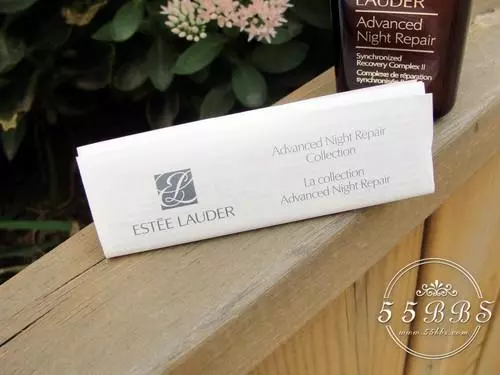 LAUDER
Advanced
Night Repair
Synchronized
Recovery Complex II
Complexe de réparation
Advanced Night Repair
Collection
La collection
Advanced Night Repair
ESTĒE LAUDER
55BBS
www.55bbs.com